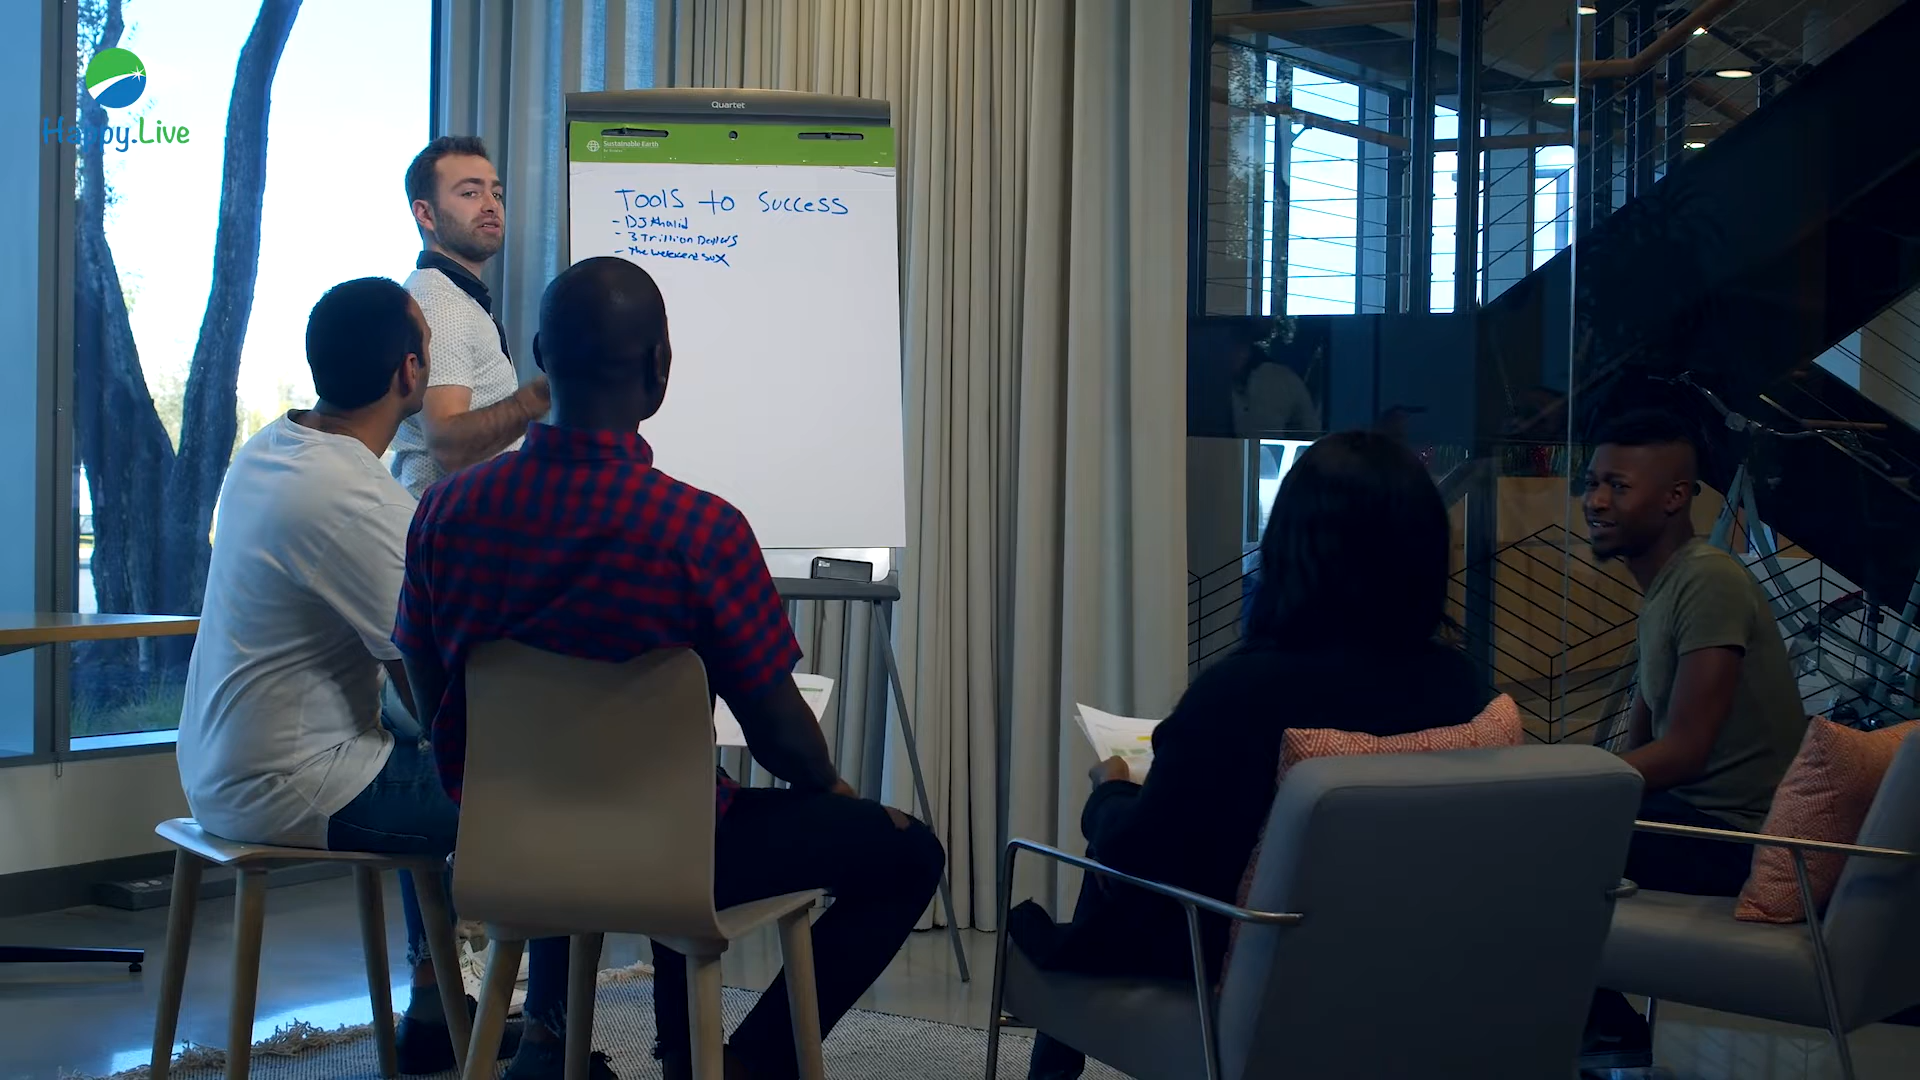 Happy.Live
Quartet
Sustainable Earth
Tools to Success
- DJ Khalid
- 3 Trillion Dollars
- The weekend sux